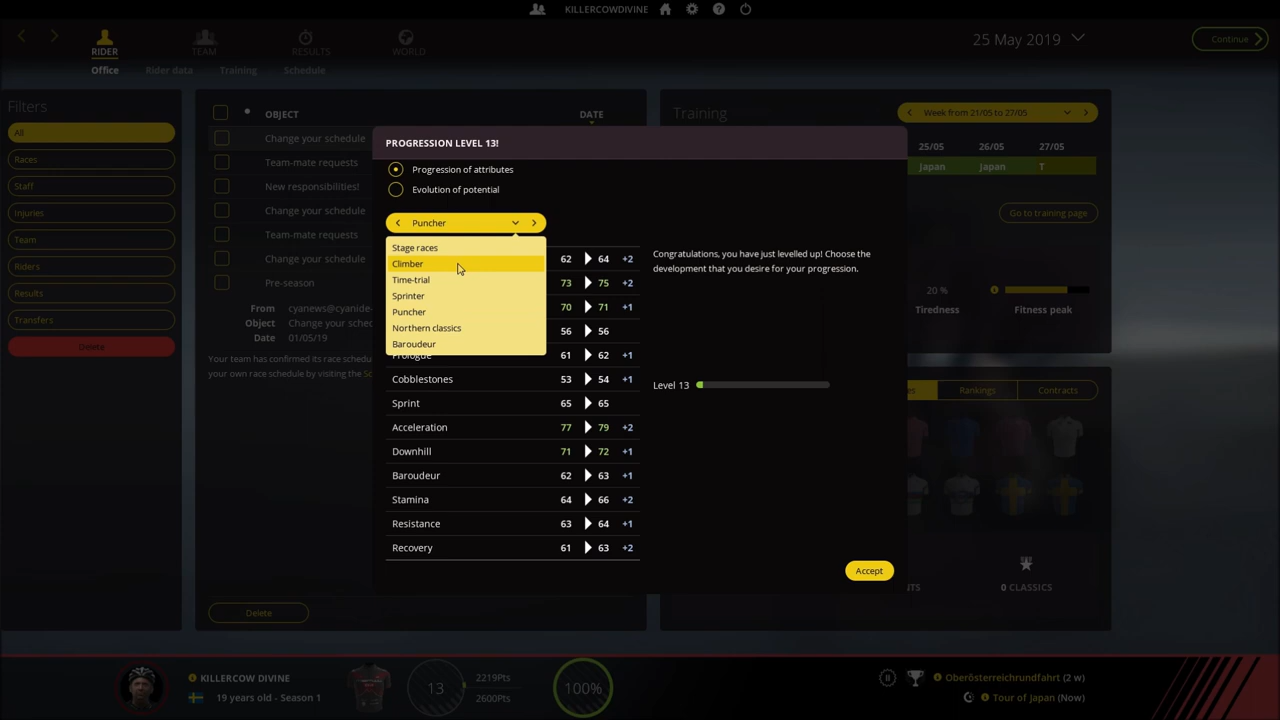 KILLERCOWDIVINE
RIDER
TEAM
RESULTS
WORLD
25 May 2019
Continue
Office
Rider data
Training
Schedule
Filters
All
Races
Staff
Injuries
Team
Riders
Results
Transfers
Delete
OBJECT
DATE
Change your schedule
Team-mate requests
New responsibilities!
Change your schedule
Team-mate requests
Change your schedule
Pre-season
From cyanews@cyanide-
Object Change your sched
Date 01/05/19
Your team has confirmed its race schedu
your own race schedule by visiting the Sc
Delete
PROGRESSION LEVEL 13!
Progression of attributes
Evolution of potential
Puncher
Stage races
Climber
Time-trial
Sprinter
Puncher
Northern classics
Baroudeur
62 64 +2
73 75 +2
70 71 +1
56 56
Prologue 61 62 +1
Cobblestones 53 54 +1
Sprint 65 65
Acceleration 77 79 +2
Downhill 71 72 +1
Baroudeur 62 63 +1
Stamina 64 66 +2
Resistance 63 64 +1
Recovery 61 63 +2
Congratulations, you have just levelled up! Choose the
development that you desire for your progression.
Level 13
Accept
Training
Week from 21/05 to 27/05
25/05 26/05 27/05
Japan Japan T
Go to training page
20 %
Tiredness
Fitness peak
Rankings
Contracts
0 CLASSICS
KILLERCOW DIVINE
19 years old - Season 1
13
2219Pts
2600Pts
100%
Oberösterreichrundfahrt (2 w)
Tour of Japan (Now)